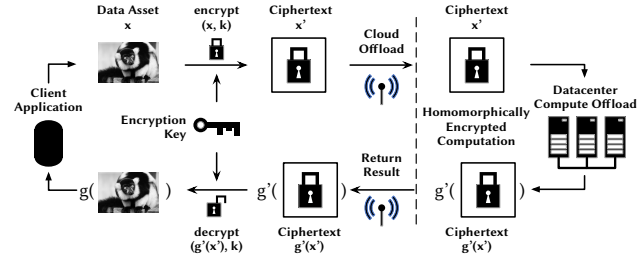 Data Asset
x
encrypt
(x, k)
Ciphertext
x'
Cloud
Offload
Ciphertext
x'
Client
Application
Encryption
Key
Homomorphically
Encrypted
Computation
Datacenter
Compute Offload
g( )
decrypt
(g'(x'), k)
g'( )
Ciphertext
g'(x')
Return
Result
g'( )
Ciphertext
g'(x')